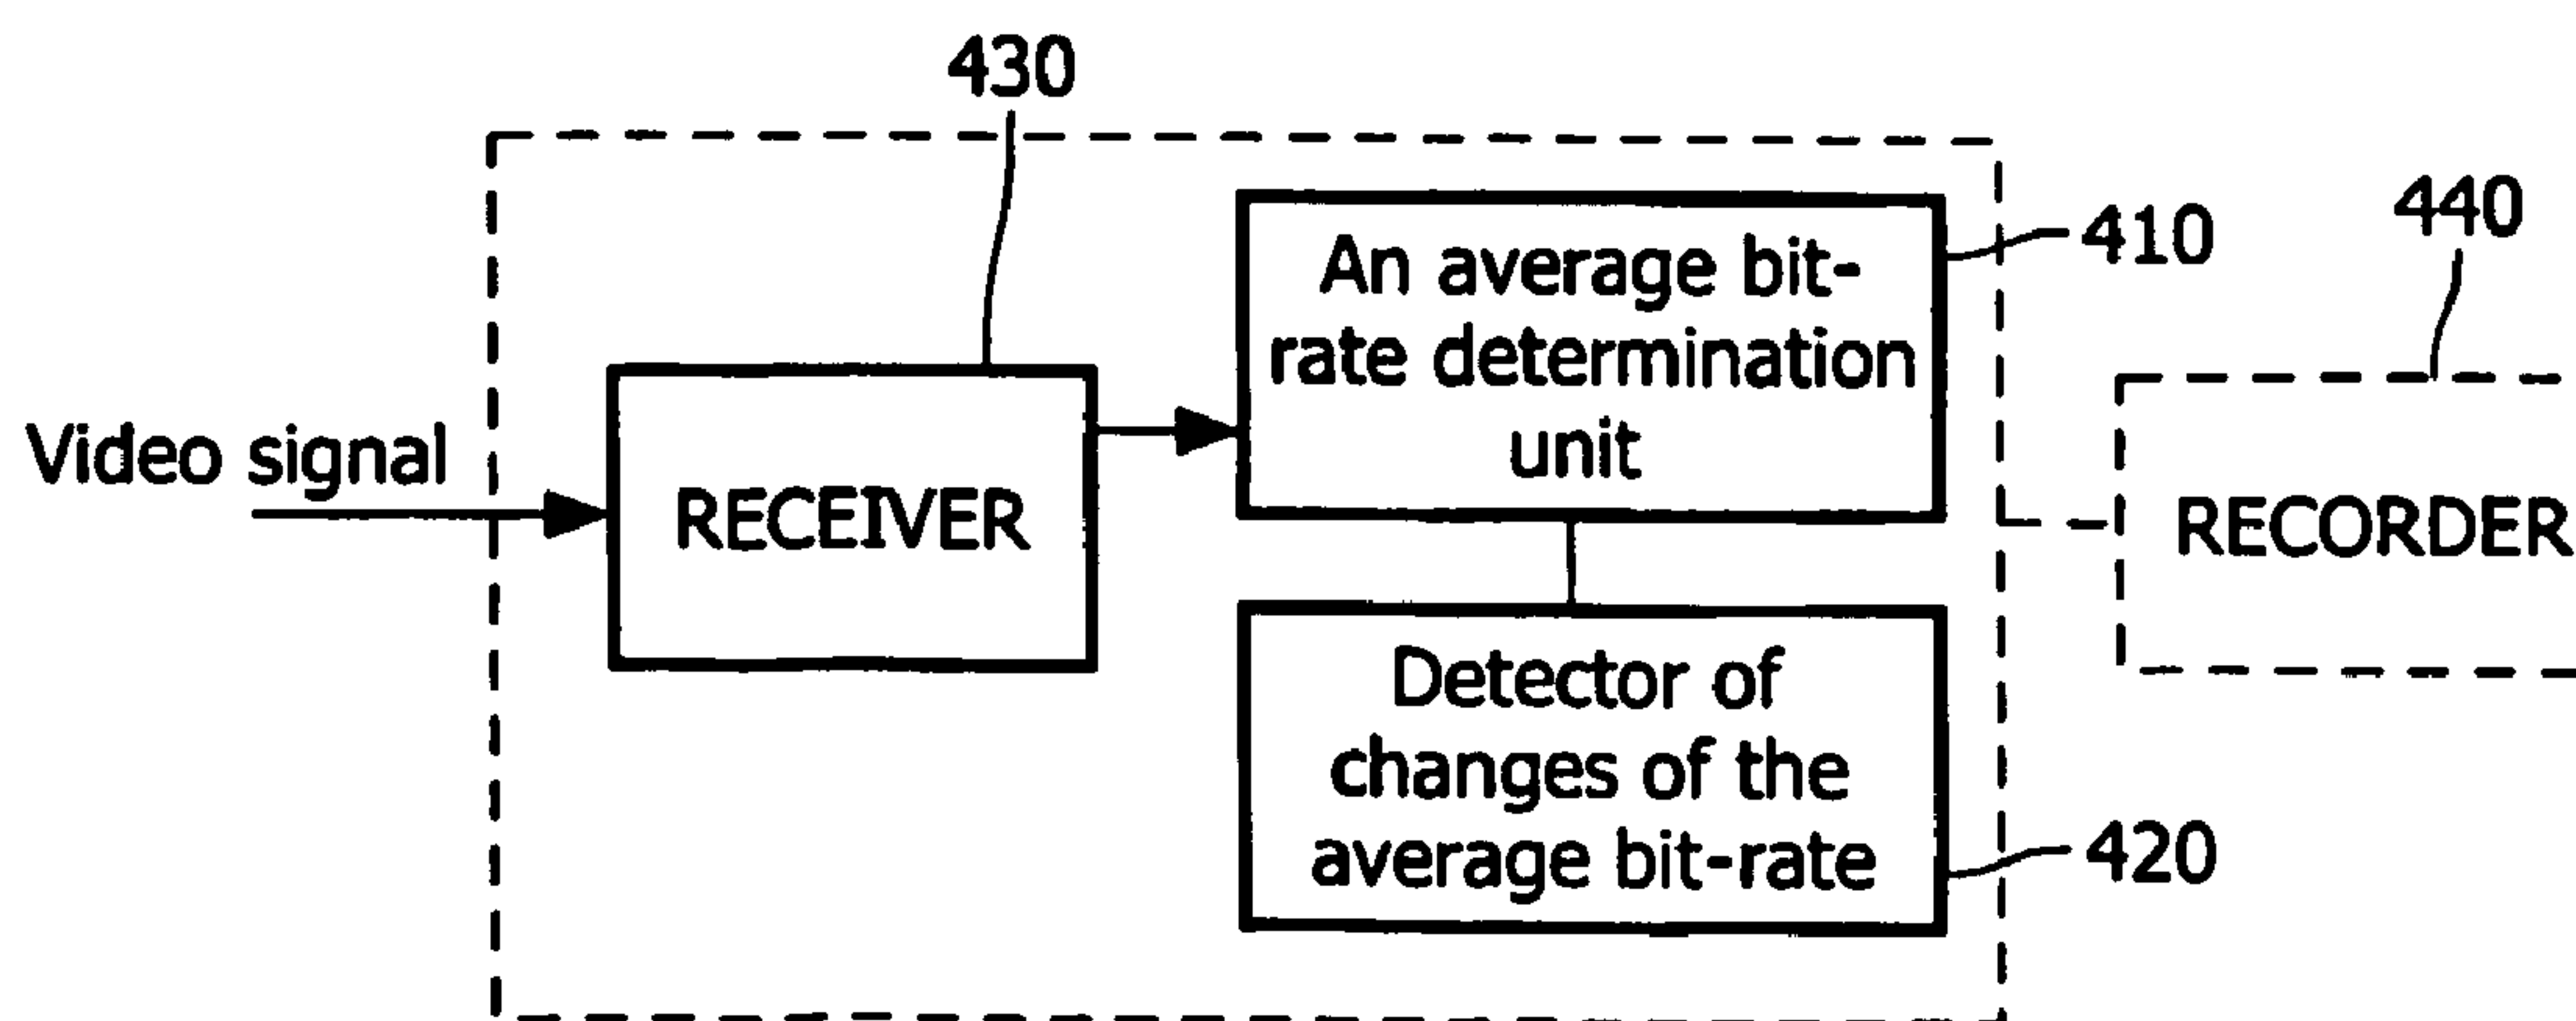 430
An average bit-
rate determination
unit
410
440
Video signal
RECEIVER
RECORDER
Detector of
changes of the
average bit-rate
420